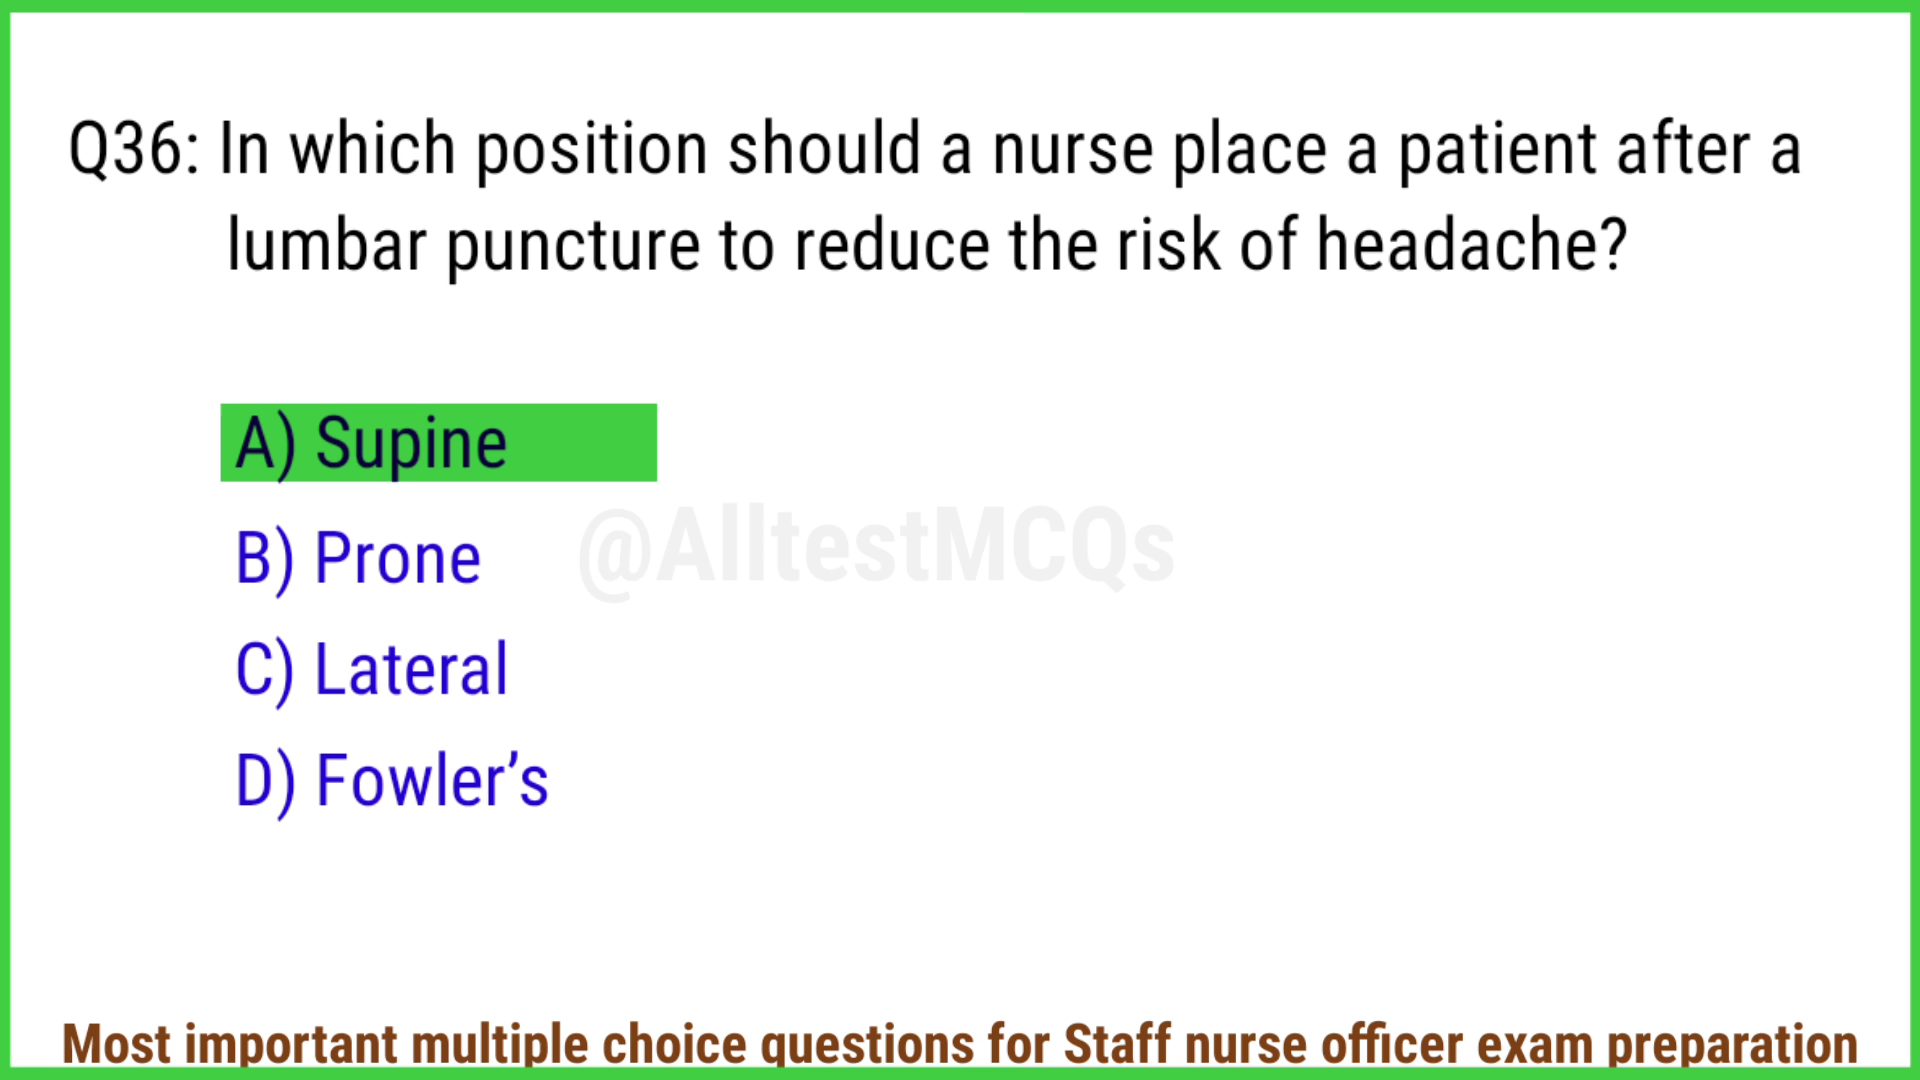 Q36: In which position should a nurse place a patient after a
lumbar puncture to reduce the risk of headache?
A) Supine
@AlltestMCQs
B) Prone
C) Lateral
D) Fowler’s
Most important multiple choice questions for Staff nurse officer exam preparation